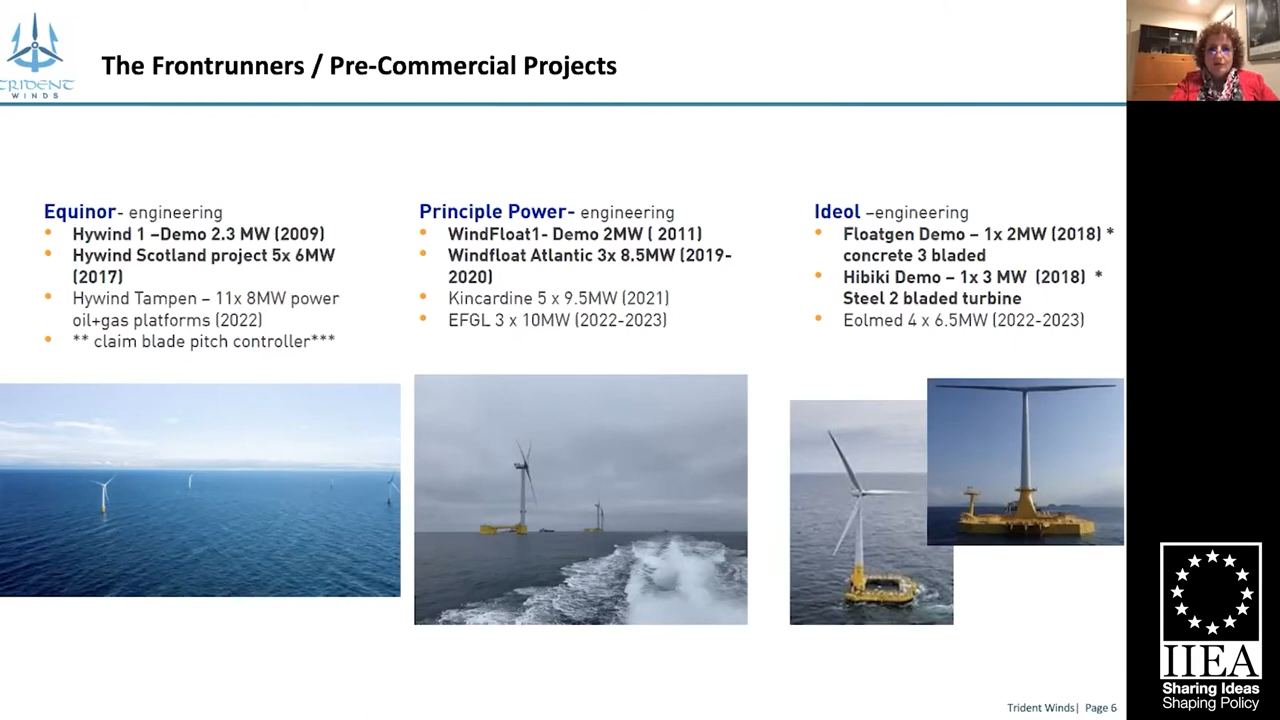 TRIDENT
WINDS
The Frontrunners / Pre-Commercial Projects
Equinor- engineering
• Hywind 1 –Demo 2.3 MW (2009)
• Hywind Scotland project 5x 6MW
(2017)
• Hywind Tampen – 11x 8MW power
oil+gas platforms (2022)
• ** claim blade pitch controller***
Principle Power- engineering
• WindFloat1- Demo 2MW ( 2011)
• Windfloat Atlantic 3x 8.5MW (2019-
2020)
• Kincardine 5 x 9.5MW (2021)
• EFGL 3 x 10MW (2022-2023)
Ideol –engineering
• Floatgen Demo – 1x 2MW (2018) *
concrete 3 bladed
• Hibiki Demo – 1x 3 MW (2018) *
Steel 2 bladed turbine
• Eolmed 4 x 6.5MW (2022-2023)
Trident Winds| Page 6
IIEA
Sharing Ideas
Shaping Policy